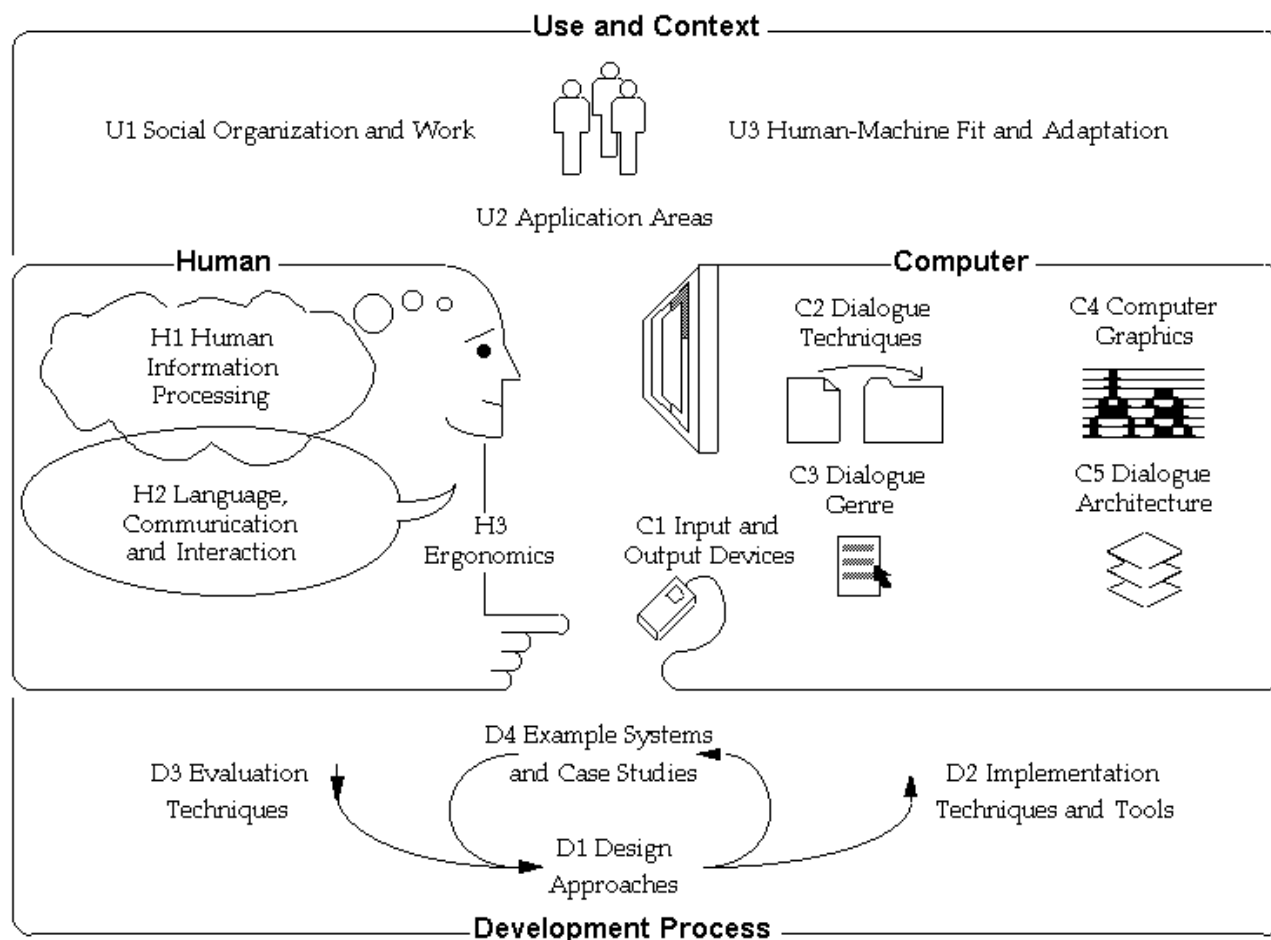 Use and Context
U1 Social Organization and Work
U3 Human-Machine Fit and Adaptation
U2 Application Areas
Human
H1 Human
Information
Processing
H2 Language,
Communication
and Interaction
H3
Ergonomics
Computer
C1 Input and
Output Devices
C2 Dialogue
Techniques
C3 Dialogue
Genre
C4 Computer
Graphics
C5 Dialogue
Architecture
D3 Evaluation
Techniques
D4 Example Systems
and Case Studies
D1 Design
Approaches
D2 Implementation
Techniques and Tools
Development Process